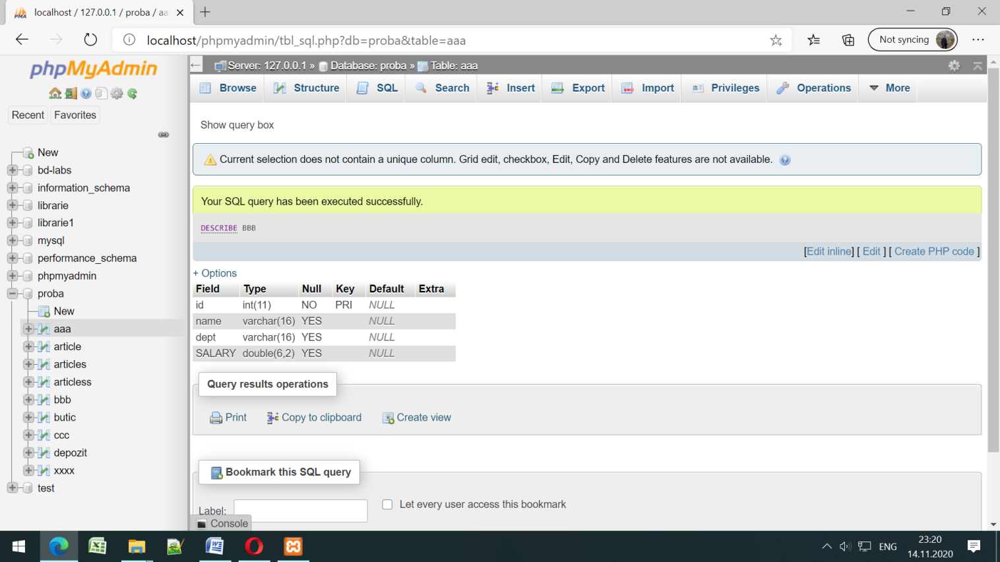 localhost / 127.0.0.1 / proba / aa
localhost/phpmyadmin/tbl_sql.php?db=proba&table=aaa
Not syncing
phpMyAdmin
Recent
Favorites
New
bd-labs
information_schema
librarie
librarie1
mysql
performance_schema
phpmyadmin
proba
New
aaa
article
articles
articless
bbb
butic
ccc
depozit
xxxx
test
Server: 127.0.0.1 » Database: proba » Table: aaa
Browse Structure SQL Search Insert Export Import Privileges Operations More
Show query box
Current selection does not contain a unique column. Grid edit, checkbox, Edit, Copy and Delete features are not available.
Your SQL query has been executed successfully.
DESCRIBE BBB
[Edit inline] [ Edit ] [ Create PHP code ]
+ Options
Field Type Null Key Default Extra
id int(11) NO PRI NULL
name varchar(16) YES NULL
dept varchar(16) YES NULL
SALARY double(6,2) YES NULL
Query results operations
Print Copy to clipboard Create view
Bookmark this SQL query
Label:
Let every user access this bookmark
Console
ENG
23:20
14.11.2020